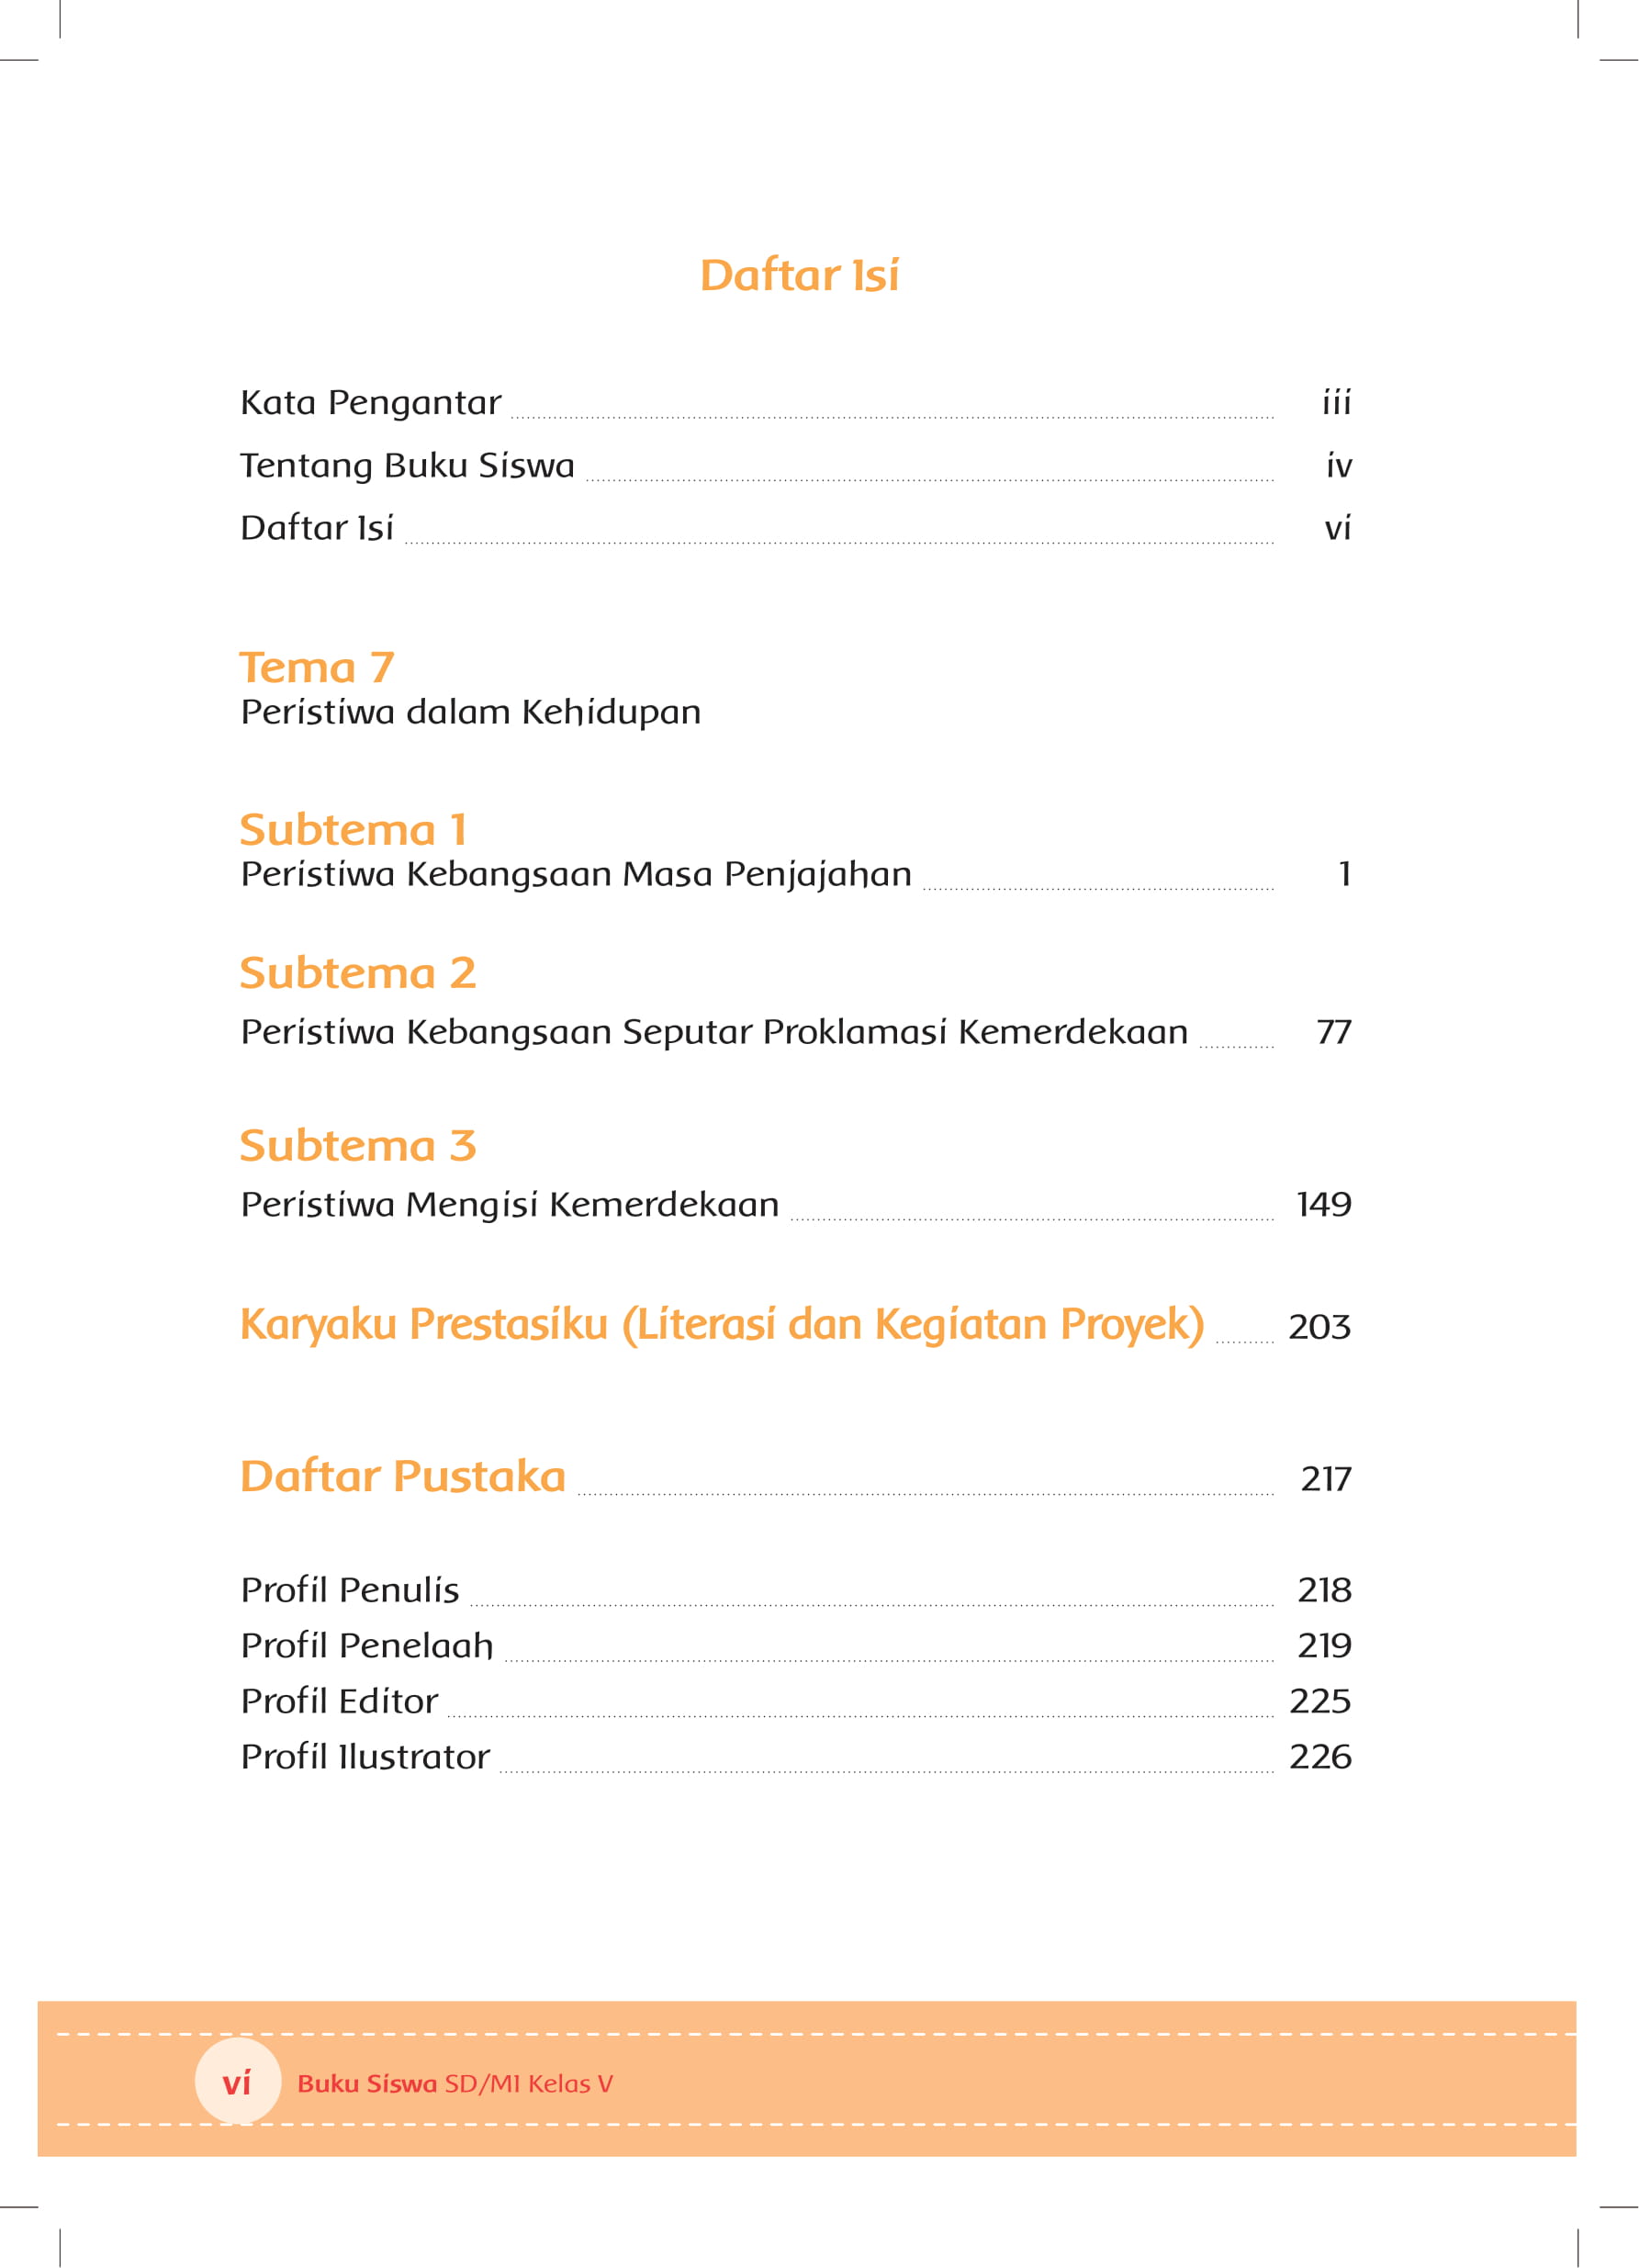 Daftar Isi
Kata Pengantar iii
Tentang Buku Siswa iv
Daftar Isi vi
Tema 7
Peristiwa dalam Kehidupan
Subtema 1
Peristiwa Kebangsaan Masa Penjajahan 1
Subtema 2
Peristiwa Kebangsaan Seputar Proklamasi Kemerdekaan 77
Subtema 3
Peristiwa Mengisi Kemerdekaan 149
Karyaku Prestasiku (Literasi dan Kegiatan Proyek) 203
Daftar Pustaka 217
Profil Penulis 218
Profil Penelaah 219
Profil Editor 225
Profil Ilustrator 226
vi Buku Siswa SD/MI Kelas V